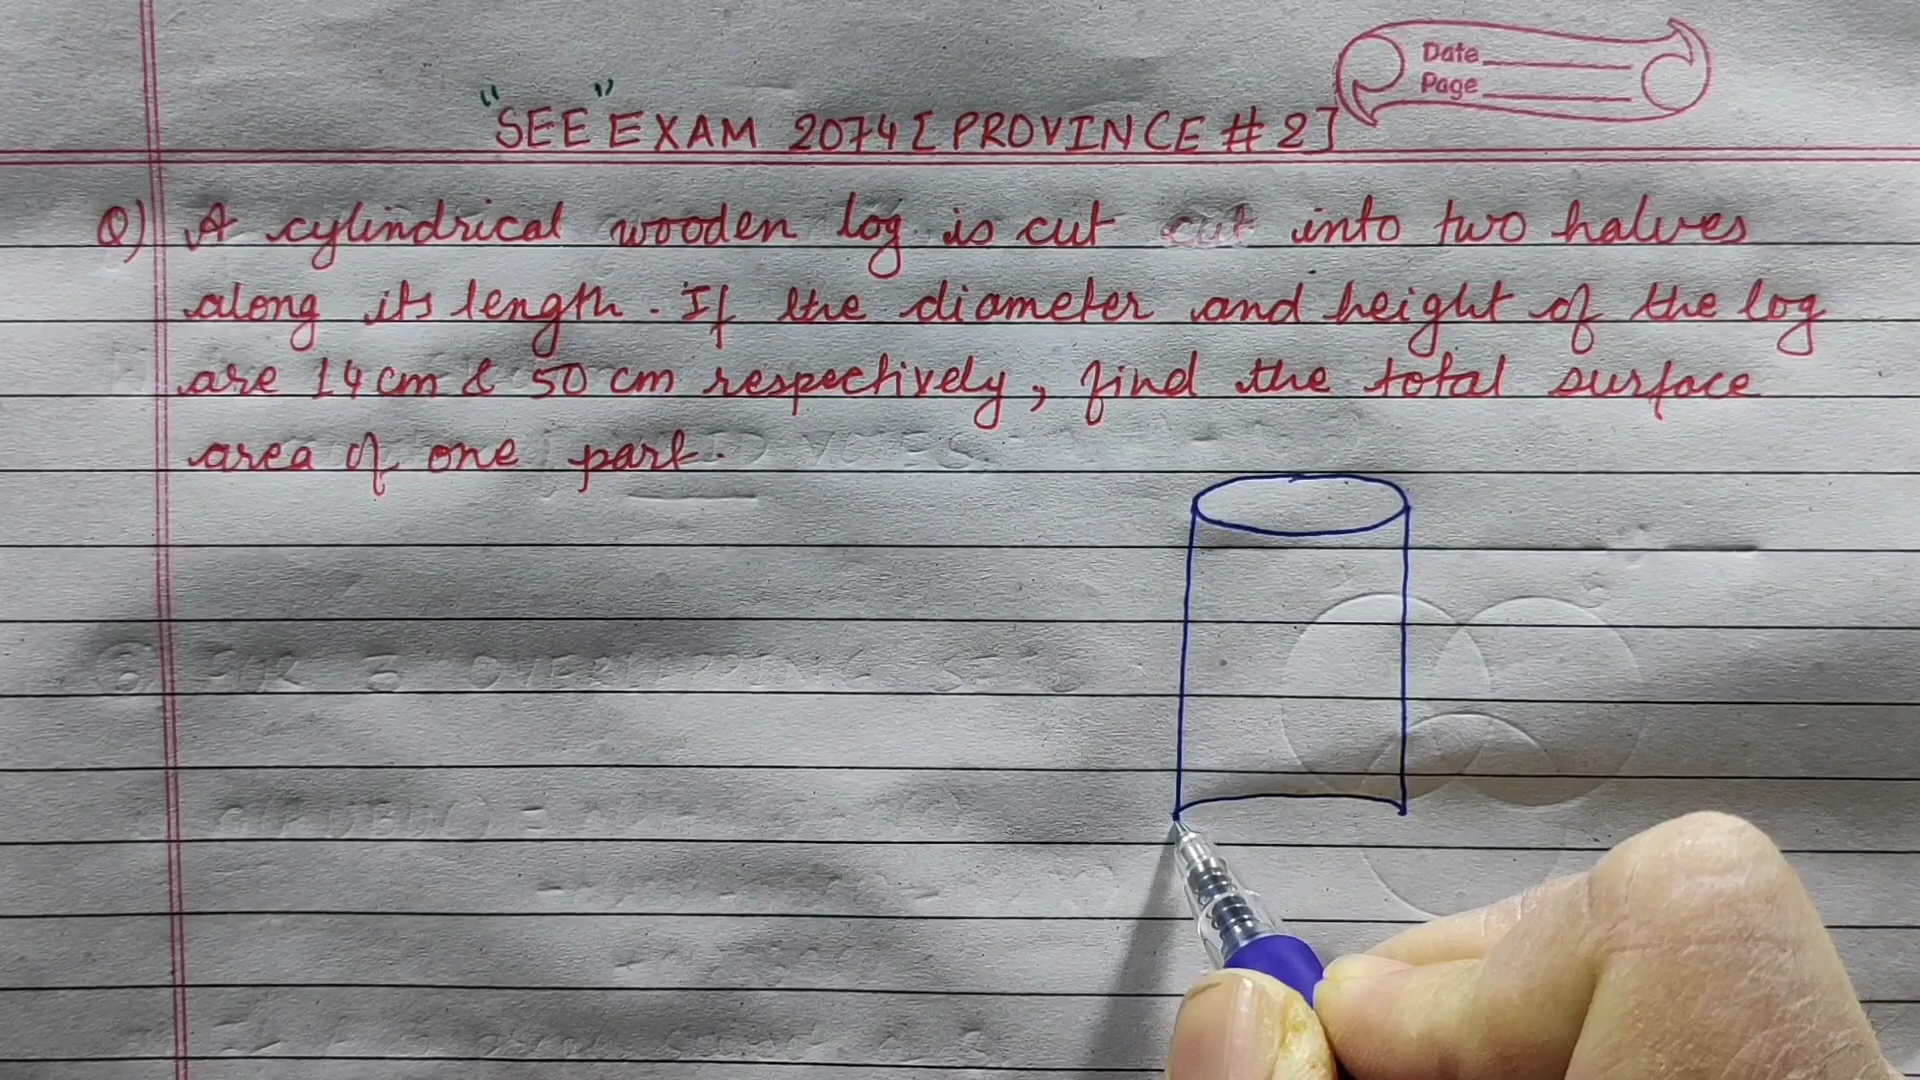 Date
Page
"SEE" EXAM 2074 [PROVINCE # 2]
Q) A cylindrical wooden log is cut cut into two halves
along its length. If the diameter and height of the log
are 14 cm & 50 cm respectively, find the total surface
area of one part.